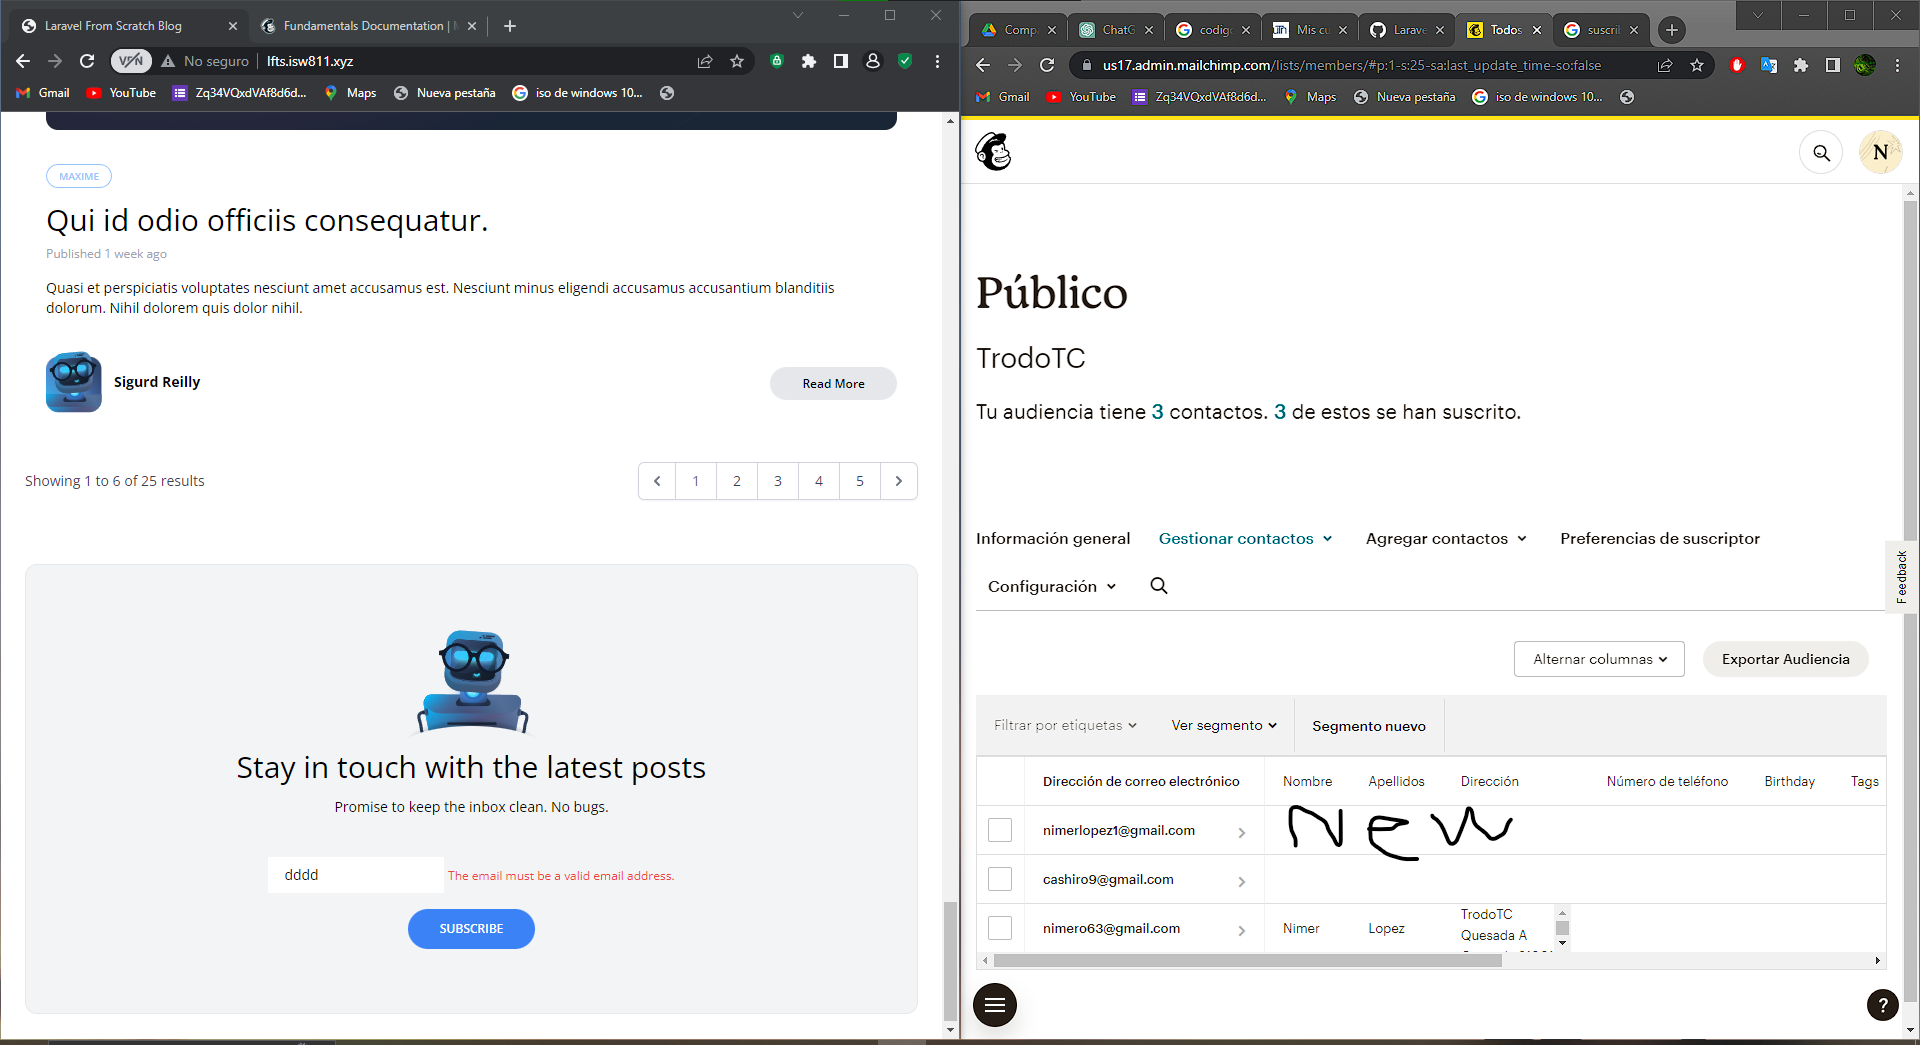 Laravel From Scratch Blog
Fundamentals Documentation | M
VPN
No seguro
lfts.isw811.xyz
Gmail
YouTube
Zq34VQxdVAf8d6d...
Maps
Nueva pestaña
iso de windows 10...
MAXIME
Qui id odio officiis consequatur.
Published 1 week ago
Quasi et perspiciatis voluptates nesciunt amet accusamus est. Nesciunt minus eligendi accusamus accusantium blanditiis
dolorum. Nihil dolorem quis dolor nihil.
Sigurd Reilly
Read More
Showing 1 to 6 of 25 results
1 2 3 4 5
Stay in touch with the latest posts
Promise to keep the inbox clean. No bugs.
dddd
The email must be a valid email address.
SUBSCRIBE
Comp.
ChatG
codig
Mis cu
Larave
Todos
suscri
us17.admin.mailchimp.com/lists/members/#p:1-s:25-sa:last_update_time-so:false
Gmail
YouTube
Zq34VQxdVAf8d6d...
Maps
Nueva pestaña
iso de windows 10...
N
Público
TrodoTC
Tu audiencia tiene 3 contactos. 3 de estos se han suscrito.
Información general
Gestionar contactos
Agregar contactos
Preferencias de suscriptor
Configuración
Feedback
Alternar columnas
Exportar Audiencia
Filtrar por etiquetas
Ver segmento
Segmento nuevo
Dirección de correo electrónico
Nombre
Apellidos
Dirección
Número de teléfono
Birthday
Tags
nimerlopez1@gmail.com
New
cashiro9@gmail.com
nimero63@gmail.com
Nimer
Lopez
TrodoTC
Quesada A
?